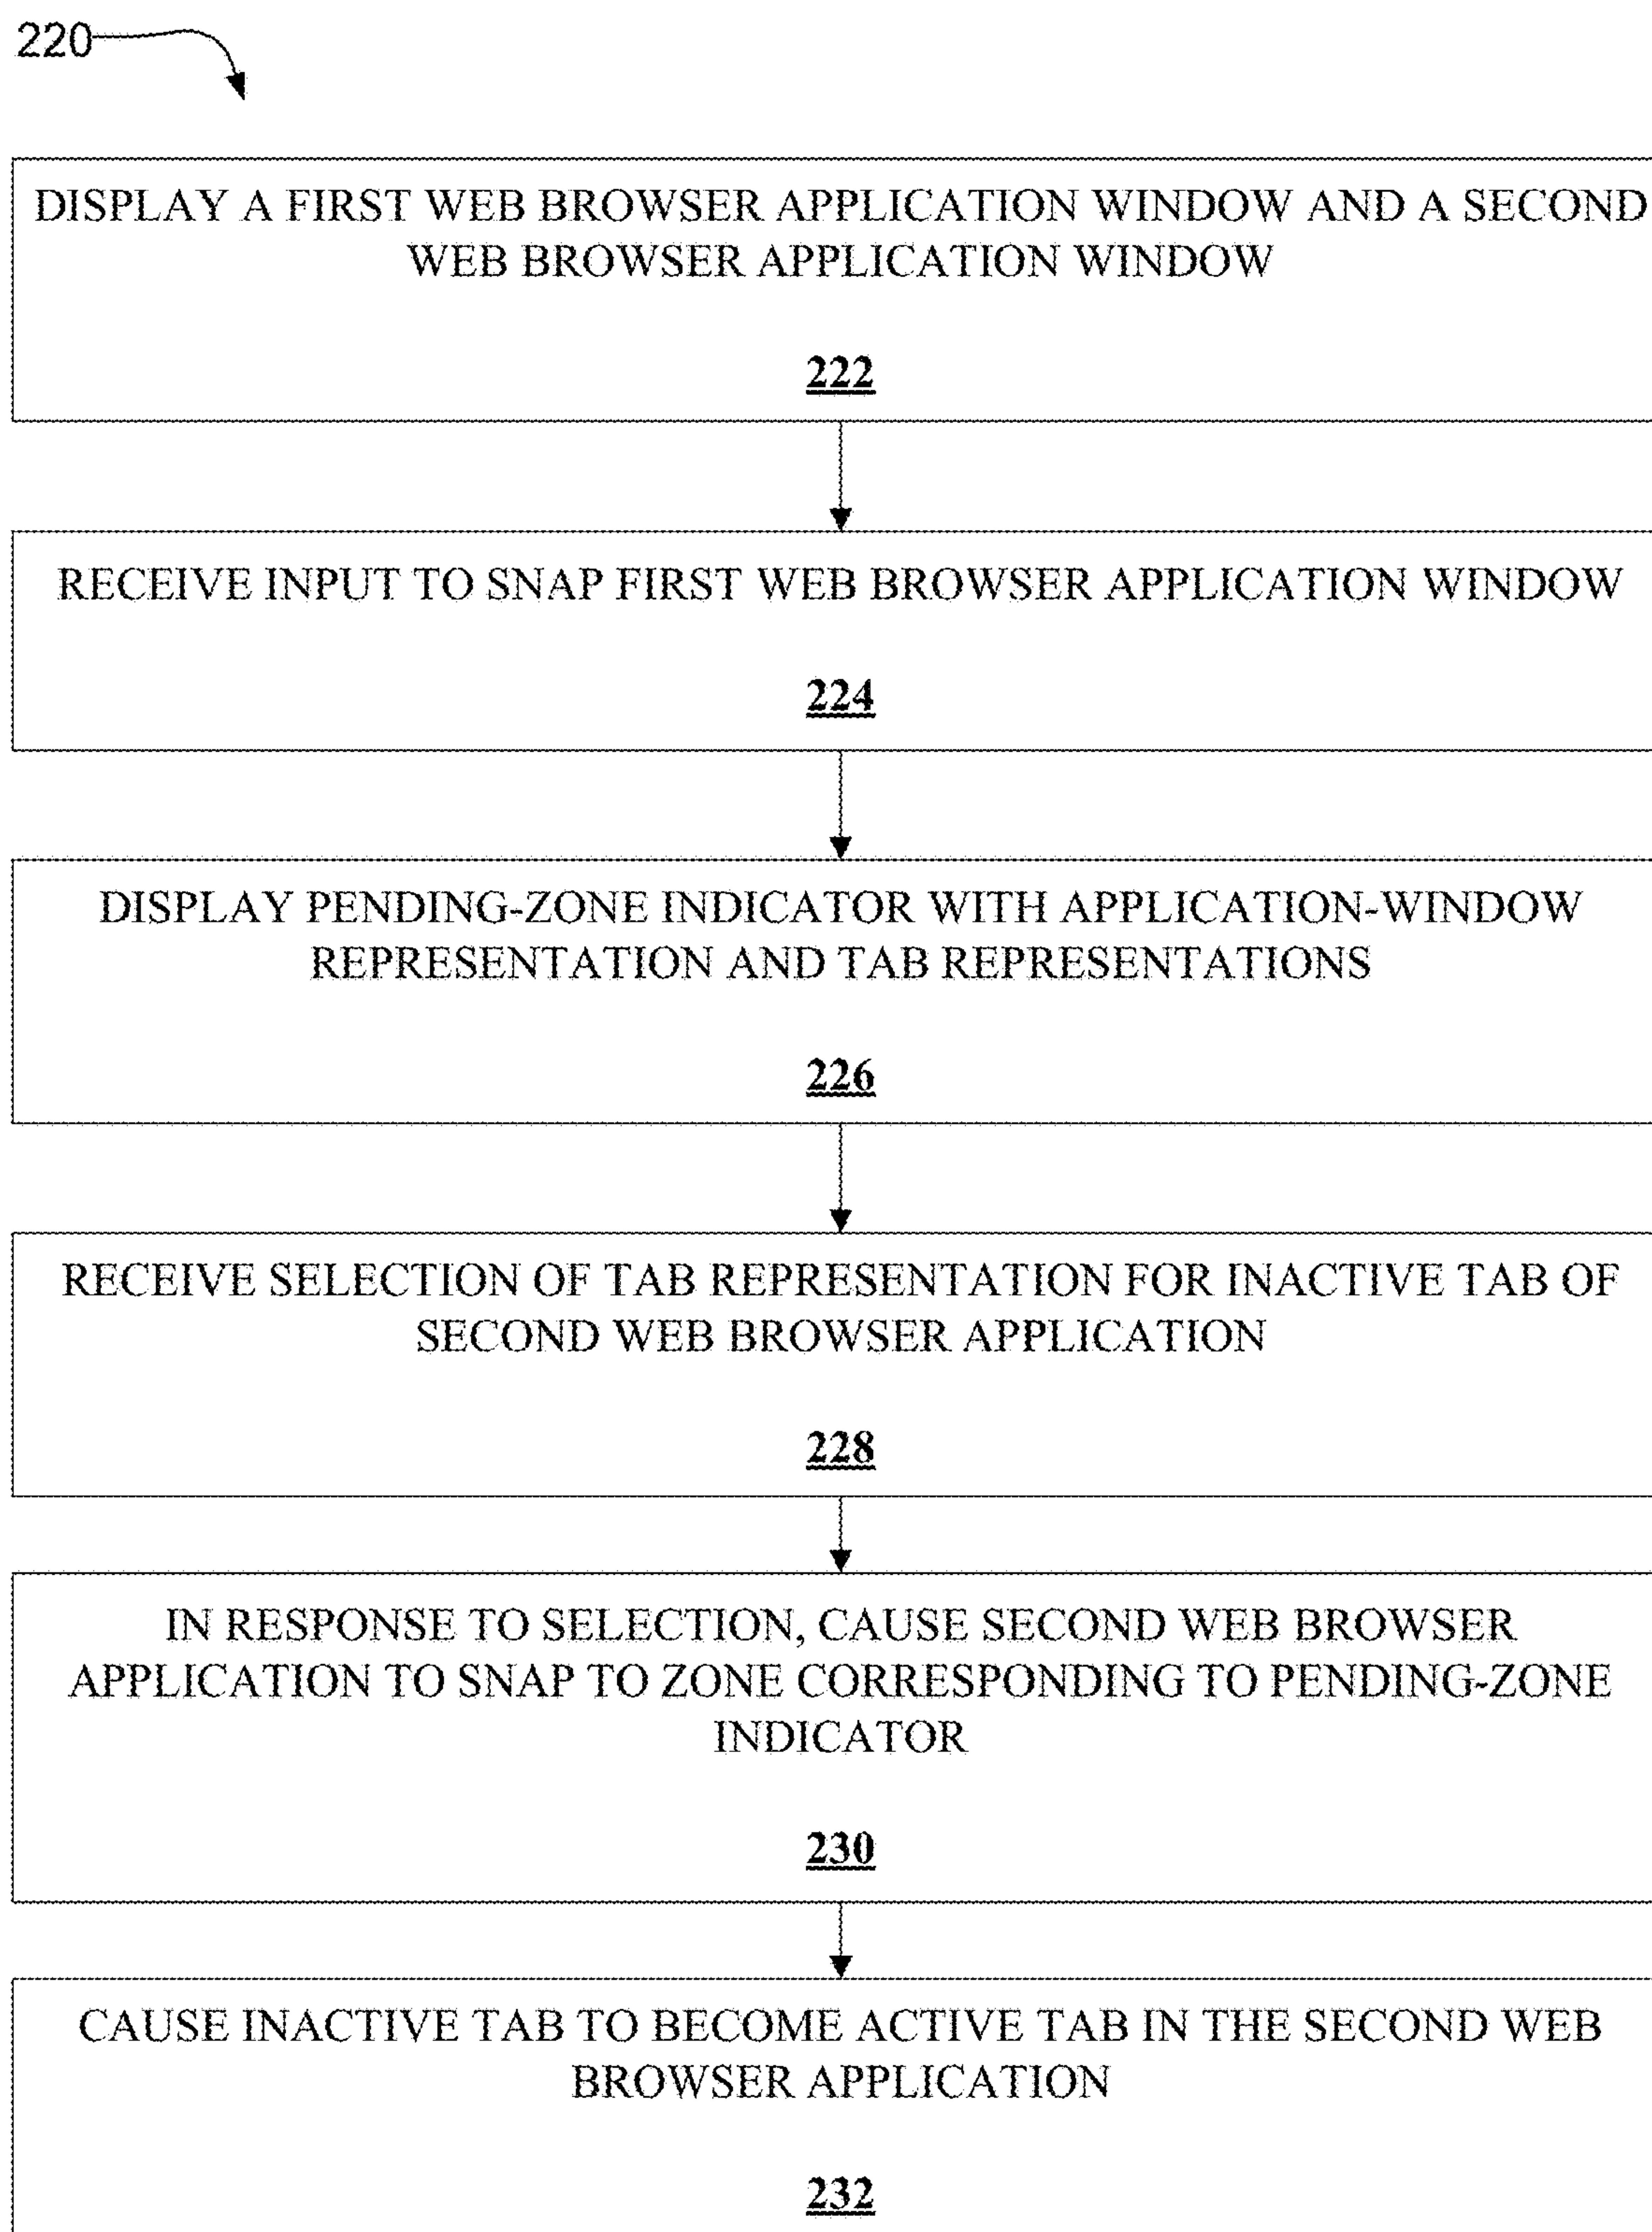 220
DISPLAY A FIRST WEB BROWSER APPLICATION WINDOW AND A SECOND
WEB BROWSER APPLICATION WINDOW
222
RECEIVE INPUT TO SNAP FIRST WEB BROWSER APPLICATION WINDOW
224
DISPLAY PENDING-ZONE INDICATOR WITH APPLICATION-WINDOW
REPRESENTATION AND TAB REPRESENTATIONS
226
RECEIVE SELECTION OF TAB REPRESENTATION FOR INACTIVE TAB OF
SECOND WEB BROWSER APPLICATION
228
IN RESPONSE TO SELECTION, CAUSE SECOND WEB BROWSER
APPLICATION TO SNAP TO ZONE CORRESPONDING TO PENDING-ZONE
INDICATOR
230
CAUSE INACTIVE TAB TO BECOME ACTIVE TAB IN THE SECOND WEB
BROWSER APPLICATION
232